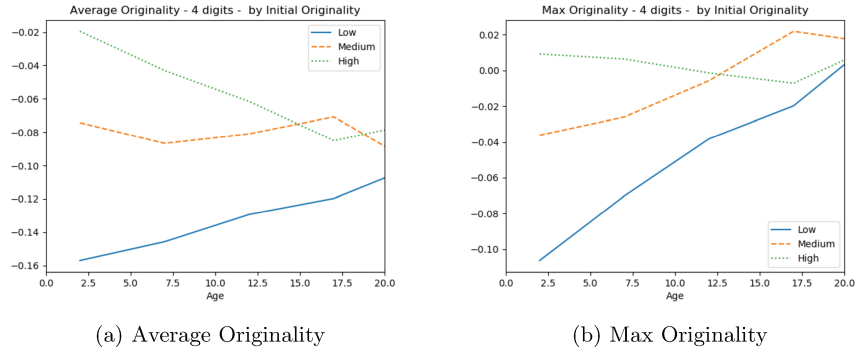 Average Originality - 4 digits - by Initial Originality
−0.02
−0.04
−0.06
−0.08
−0.10
−0.12
−0.14
−0.16
0.0 2.5 5.0 7.5 10.0 12.5 15.0 17.5 20.0
Age
Low
Medium
High
(a) Average Originality
Max Originality - 4 digits - by Initial Originality
0.02
0.00
−0.02
−0.04
−0.06
−0.08
−0.10
0.0 2.5 5.0 7.5 10.0 12.5 15.0 17.5 20.0
Age
Low
Medium
High
(b) Max Originality